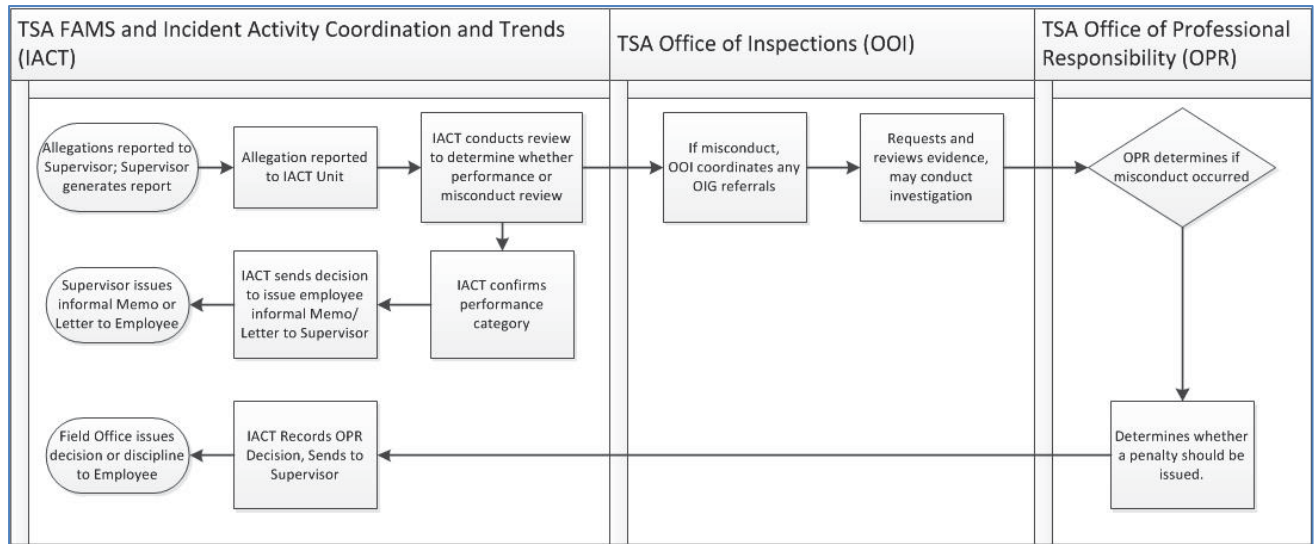 TSA FAMS and Incident Activity Coordination and Trends
(IACT)
TSA Office of Inspections (OOI)
TSA Office of Professional
Responsibility (OPR)
Allegations reported to
Supervisor; Supervisor
generates report
Allegation reported
to IACT Unit
IACT conducts review
to determine whether
performance or
misconduct review
If misconduct,
OOI coordinates any
OIG referrals
Requests and
reviews evidence,
may conduct
investigation
OPR determines if
misconduct occurred
Supervisor issues
informal Memo or
Letter to Employee
IACT sends decision
to issue employee
informal Memo/
Letter to Supervisor
IACT confirms
performance
category
Field Office issues
decision or discipline
to Employee
IACT Records OPR
Decision, Sends to
Supervisor
Determines whether
a penalty should be
issued.